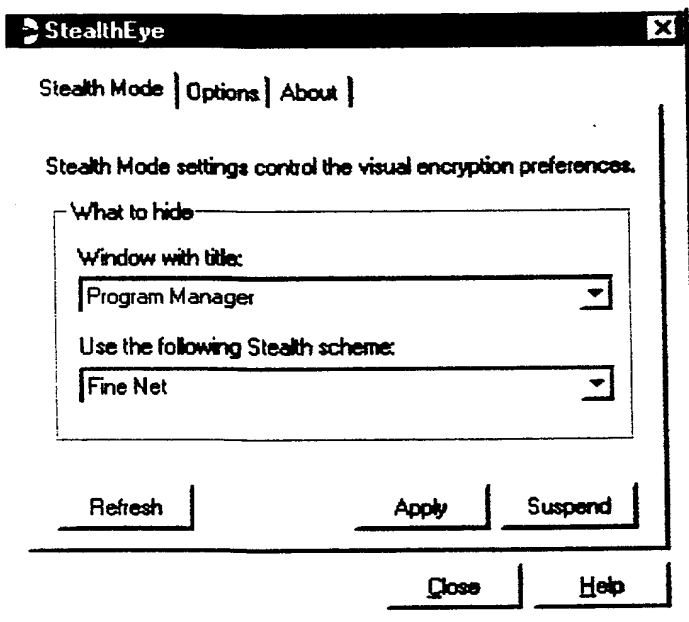 StealthEye
Stealth Mode Options About
Stealth Mode settings control the visual encryption preferences.
What to hide
Window with title:
Program Manager
Use the following Stealth scheme:
Fine Net
Refresh Apply Suspend
Close Help